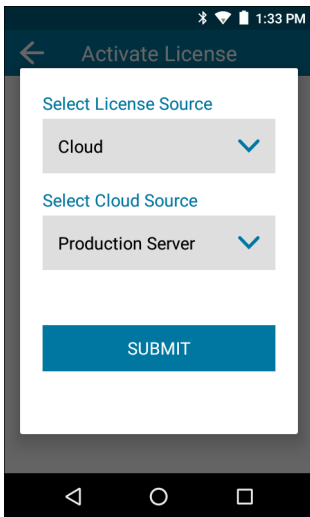 1:33 PM
Activate License
Select License Source
Cloud
Select Cloud Source
Production Server
SUBMIT